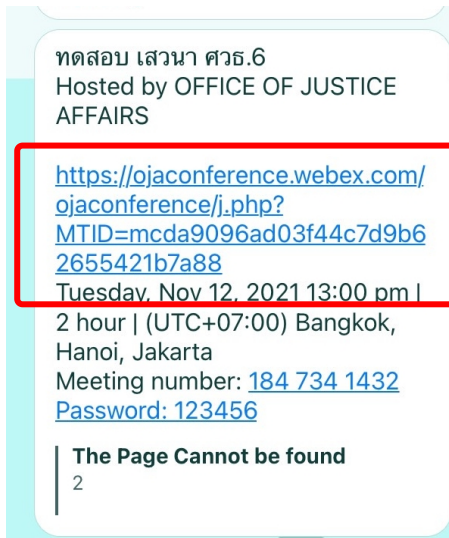 ทดสอบ เสวนา ศวธ.6
Hosted by OFFICE OF JUSTICE
AFFAIRS
https://ojaconference.webex.com/
ojaconference/j.php?
MTID=mcda9096ad03f44c7d9b6
2655421b7a88
Tuesday, Nov 12, 2021 13:00 pm |
2 hour | (UTC+07:00) Bangkok,
Hanoi, Jakarta
Meeting number: 184 734 1432
Password: 123456
The Page Cannot be found
2